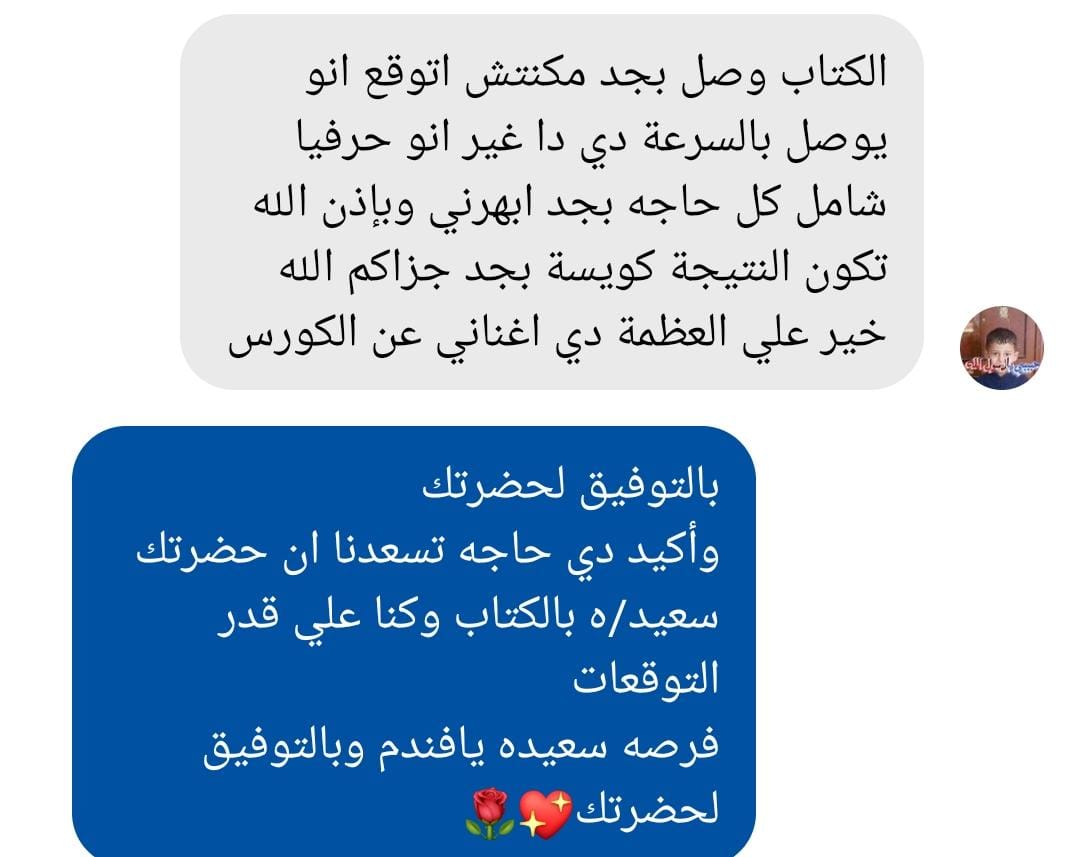 الكتاب وصل بجد مكنتش اتوقع انو
يوصل بالسرعة دي دا غير انو حرفيا
شامل كل حاجه بجد ابهرني وبإذن الله
تكون النتيجة كويسة بجد جزاكم الله
خير علي العظمة دي اغناني عن الكورس
بالتوفيق لحضرتك
وأكيد دي حاجه تسعدنا ان حضرتك
سعيد/ه بالكتاب وكنا علي قدر
التوقعات
فرصه سعيده يافندم وبالتوفيق
لحضرتك💖🌹